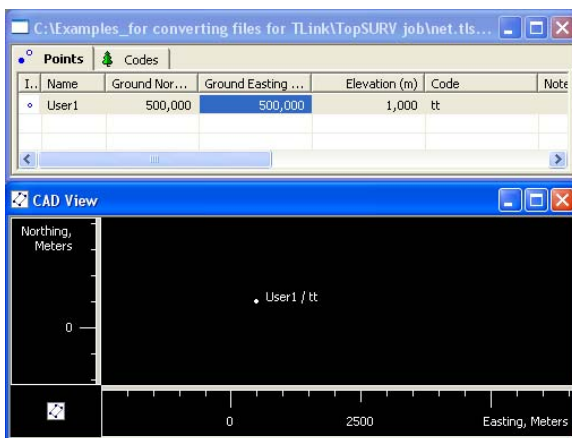 C:\Examples_for converting files for TLink\TopSURV job\net.tls...
Points Codes
I.. Name Ground Nor... Ground Easting ... Elevation (m) Code Note
User1 500,000 500,000 1,000 tt
CAD View
Northing,
Meters
User1 / tt
0
0 2500 Easting, Meters